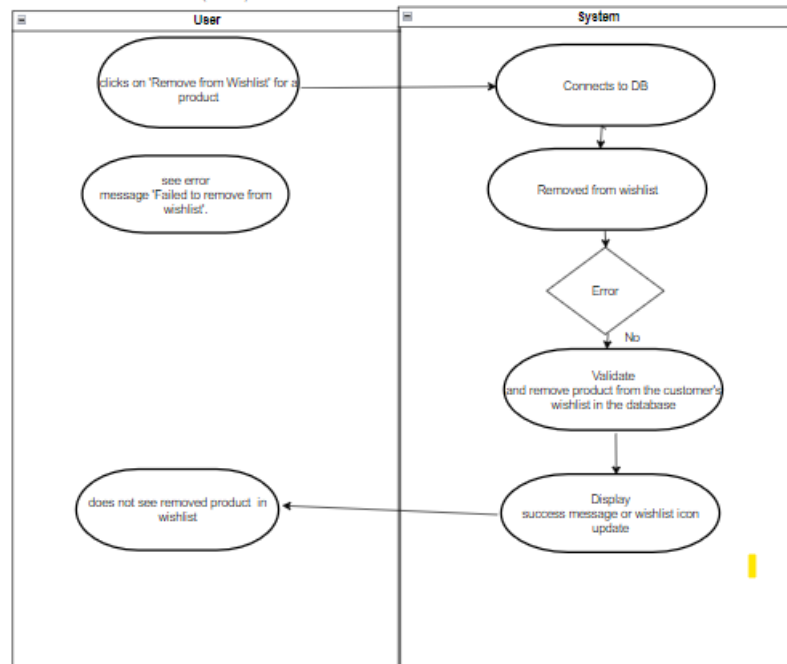 User
System
clicks on 'Remove from Wishlist' for a
product
Connects to DB
see error
message 'Failed to remove from
wishlist'.
Removed from wishlist
Error
No
Validate
and remove product from the customer's
wishlist in the database
does not see removed product in
wishlist
Display
success message or wishlist icon
update